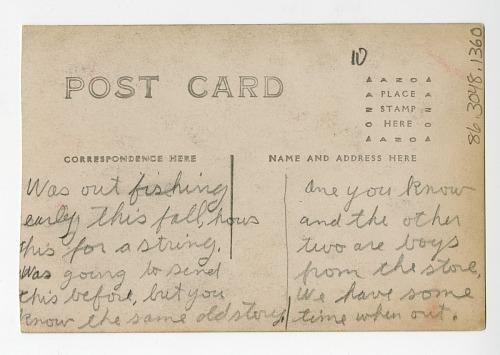 10
POST CARD
AZNO
PLACE
STAMP
HERE
AZNO
86.3048.1360
CORRESPONDENCE HERE
NAME AND ADDRESS HERE
Was out fishing
early this fall, hows
this for a string.
Was going to send
this before, but you
know the same old story,
One you know
and the other
two are boys
from the store,
We have some
time when out.